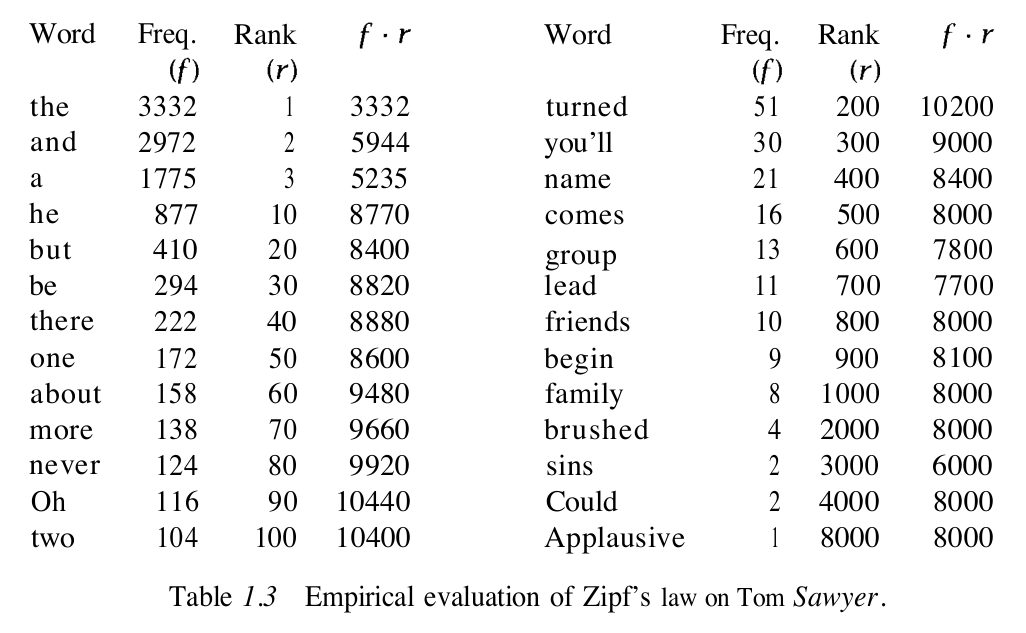 Word Freq. Rank f · r Word Freq. Rank f · r
(f) (r) (f) (r)
the 3332 1 3332 turned 51 200 10200
and 2972 2 5944 you'll 30 300 9000
a 1775 3 5235 name 21 400 8400
he 877 10 8770 comes 16 500 8000
but 410 20 8400 group 13 600 7800
be 294 30 8820 lead 11 700 7700
there 222 40 8880 friends 10 800 8000
one 172 50 8600 begin 9 900 8100
about 158 60 9480 family 8 1000 8000
more 138 70 9660 brushed 4 2000 8000
never 124 80 9920 sins 2 3000 6000
Oh 116 90 10440 Could 2 4000 8000
two 104 100 10400 Applausive 1 8000 8000
Table 1.3 Empirical evaluation of Zipf's law on Tom Sawyer.